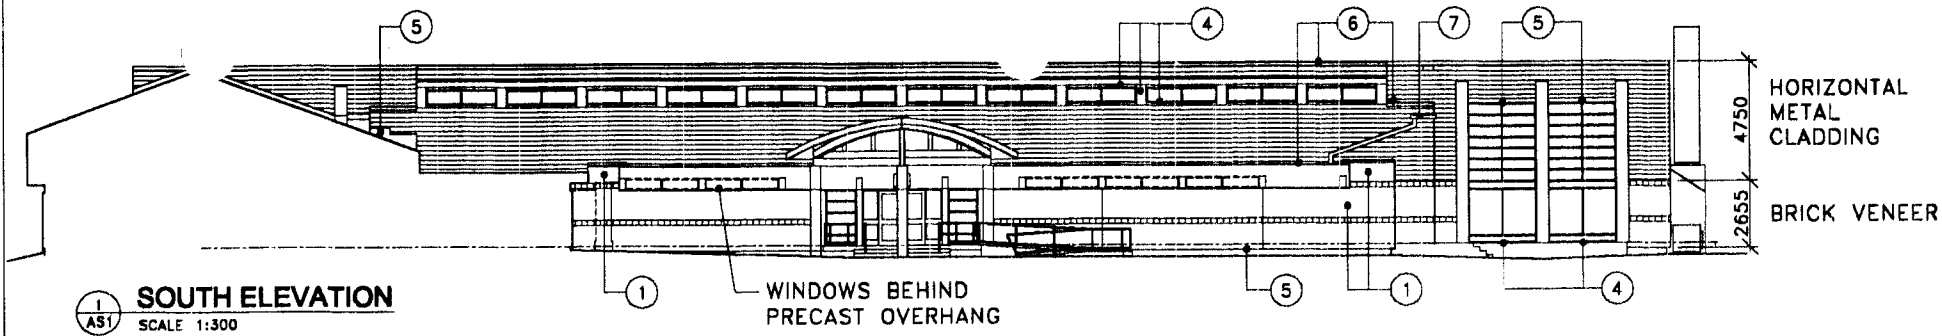 5
4
6
7
5
HORIZONTAL
METAL
CLADDING
4750
BRICK VENEER
2655
1
WINDOWS BEHIND
PRECAST OVERHANG
5
1
4
1
AS1
SOUTH ELEVATION
SCALE 1:300